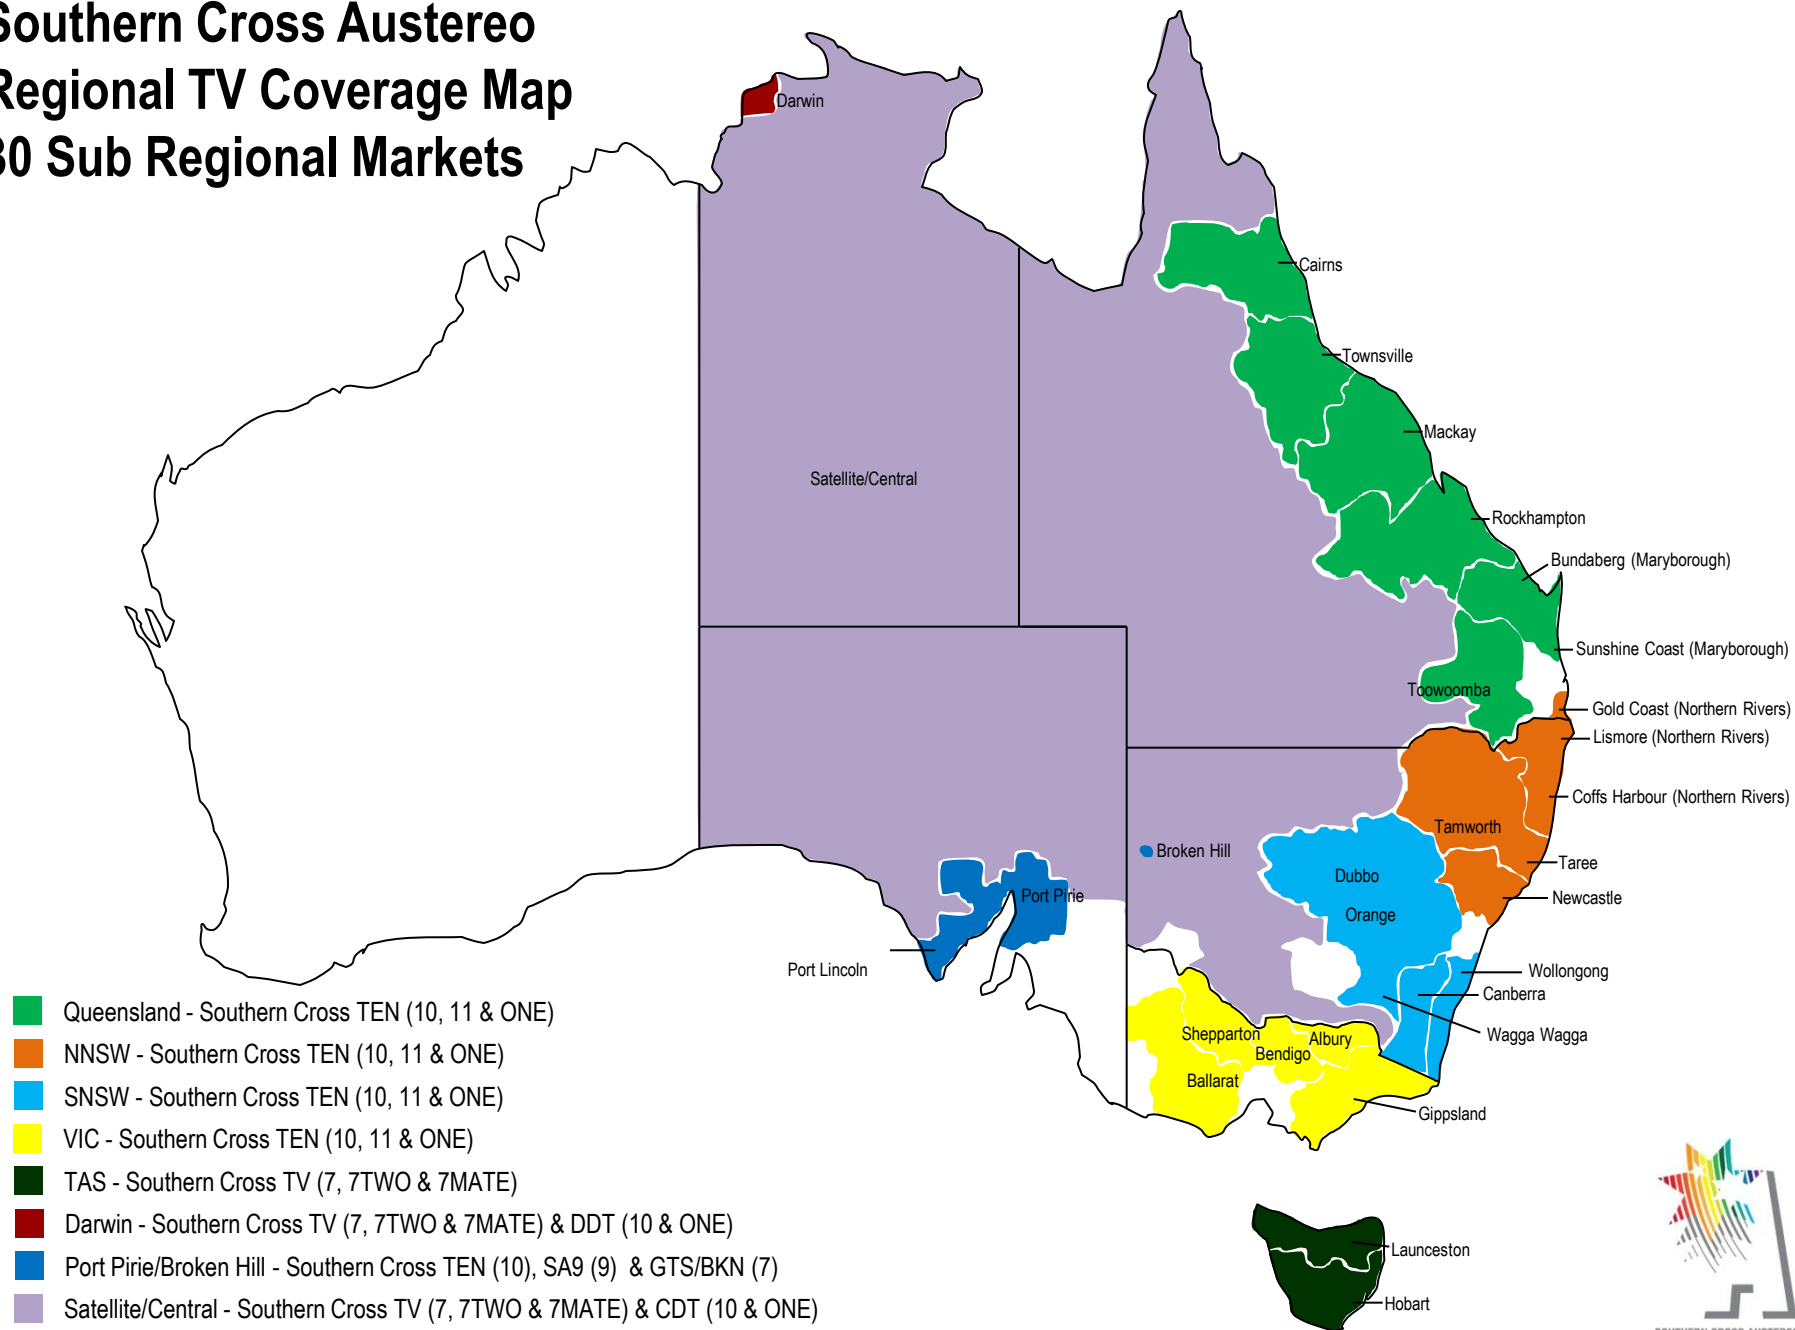 Southern Cross Austereo
Regional TV Coverage Map
30 Sub Regional Markets
Darwin
Cairns
Townsville
Mackay
Satellite/Central
Rockhampton
Bundaberg (Maryborough)
Sunshine Coast (Maryborough)
Toowoomba
Gold Coast (Northern Rivers)
Lismore (Northern Rivers)
Coffs Harbour (Northern Rivers)
Tamworth
Broken Hill
Taree
Dubbo
Port Pirie
Newcastle
Orange
Port Lincoln
Wollongong
Canberra
Wagga Wagga
Shepparton
Albury
Bendigo
Ballarat
Gippsland
Launceston
Hobart
Queensland - Southern Cross TEN (10, 11 & ONE)
NNSW - Southern Cross TEN (10, 11 & ONE)
SNSW - Southern Cross TEN (10, 11 & ONE)
VIC - Southern Cross TEN (10, 11 & ONE)
TAS - Southern Cross TV (7, 7TWO & 7MATE)
Darwin - Southern Cross TV (7, 7TWO & 7MATE) & DDT (10 & ONE)
Port Pirie/Broken Hill - Southern Cross TEN (10), SA9 (9) & GTS/BKN (7)
Satellite/Central - Southern Cross TV (7, 7TWO & 7MATE) & CDT (10 & ONE)
SOUTHERN CROSS AUSTEREO